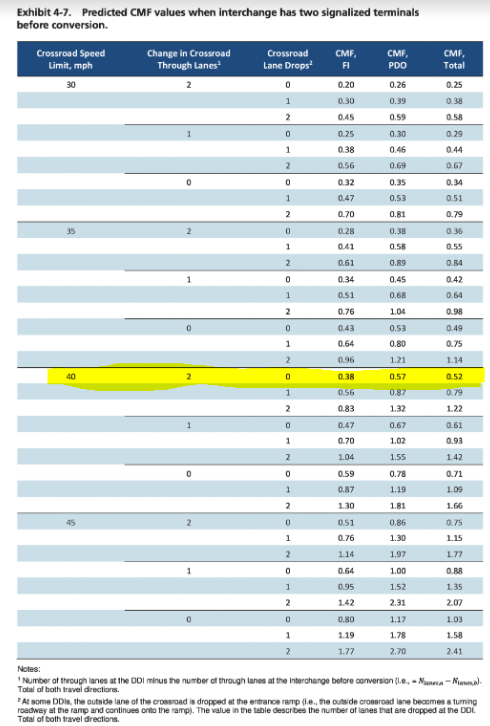 Exhibit 4-7. Predicted CMF values when interchange has two signalized terminals
before conversion.
Crossroad Speed Limit, mph Change in Crossroad Through Lanes¹ Crossroad Lane Drops² CMF, FI CMF, PDO CMF, Total
30 2 0 0.20 0.26 0.25
1 0.30 0.39 0.38
2 0.45 0.59 0.58
1 0 0.25 0.30 0.29
1 0.38 0.46 0.44
2 0.56 0.69 0.67
0 0 0.32 0.35 0.34
1 0.47 0.53 0.51
2 0.70 0.81 0.79
35 2 0 0.28 0.38 0.36
1 0.41 0.58 0.55
2 0.61 0.89 0.84
1 0 0.34 0.45 0.42
1 0.51 0.68 0.64
2 0.76 1.04 0.98
0 0 0.43 0.53 0.49
1 0.64 0.80 0.75
2 0.96 1.21 1.14
40 2 0 0.38 0.57 0.52
1 0.56 0.87 0.79
2 0.83 1.32 1.22
1 0 0.47 0.67 0.61
1 0.70 1.02 0.93
2 1.04 1.55 1.42
0 0 0.59 0.78 0.71
1 0.87 1.19 1.09
2 1.30 1.81 1.66
45 2 0 0.51 0.86 0.75
1 0.76 1.30 1.15
2 1.14 1.97 1.77
1 0 0.64 1.00 0.88
1 0.95 1.52 1.35
2 1.42 2.31 2.07
0 0 0.80 1.17 1.03
1 1.19 1.78 1.58
2 1.77 2.70 2.41
Notes:
¹ Number of through lanes at the DDI minus the number of through lanes at the interchange before conversion (i.e., = Nlanes,a − Nlanes,b).
Total of both travel directions.
² At some DDIs, the outside lane of the crossroad is dropped at the entrance ramp (i.e., the outside crossroad lane becomes a turning
roadway at the ramp and continues onto the ramp). The value in the table describes the number of lanes that are dropped at the DDI.
Total of both travel directions.